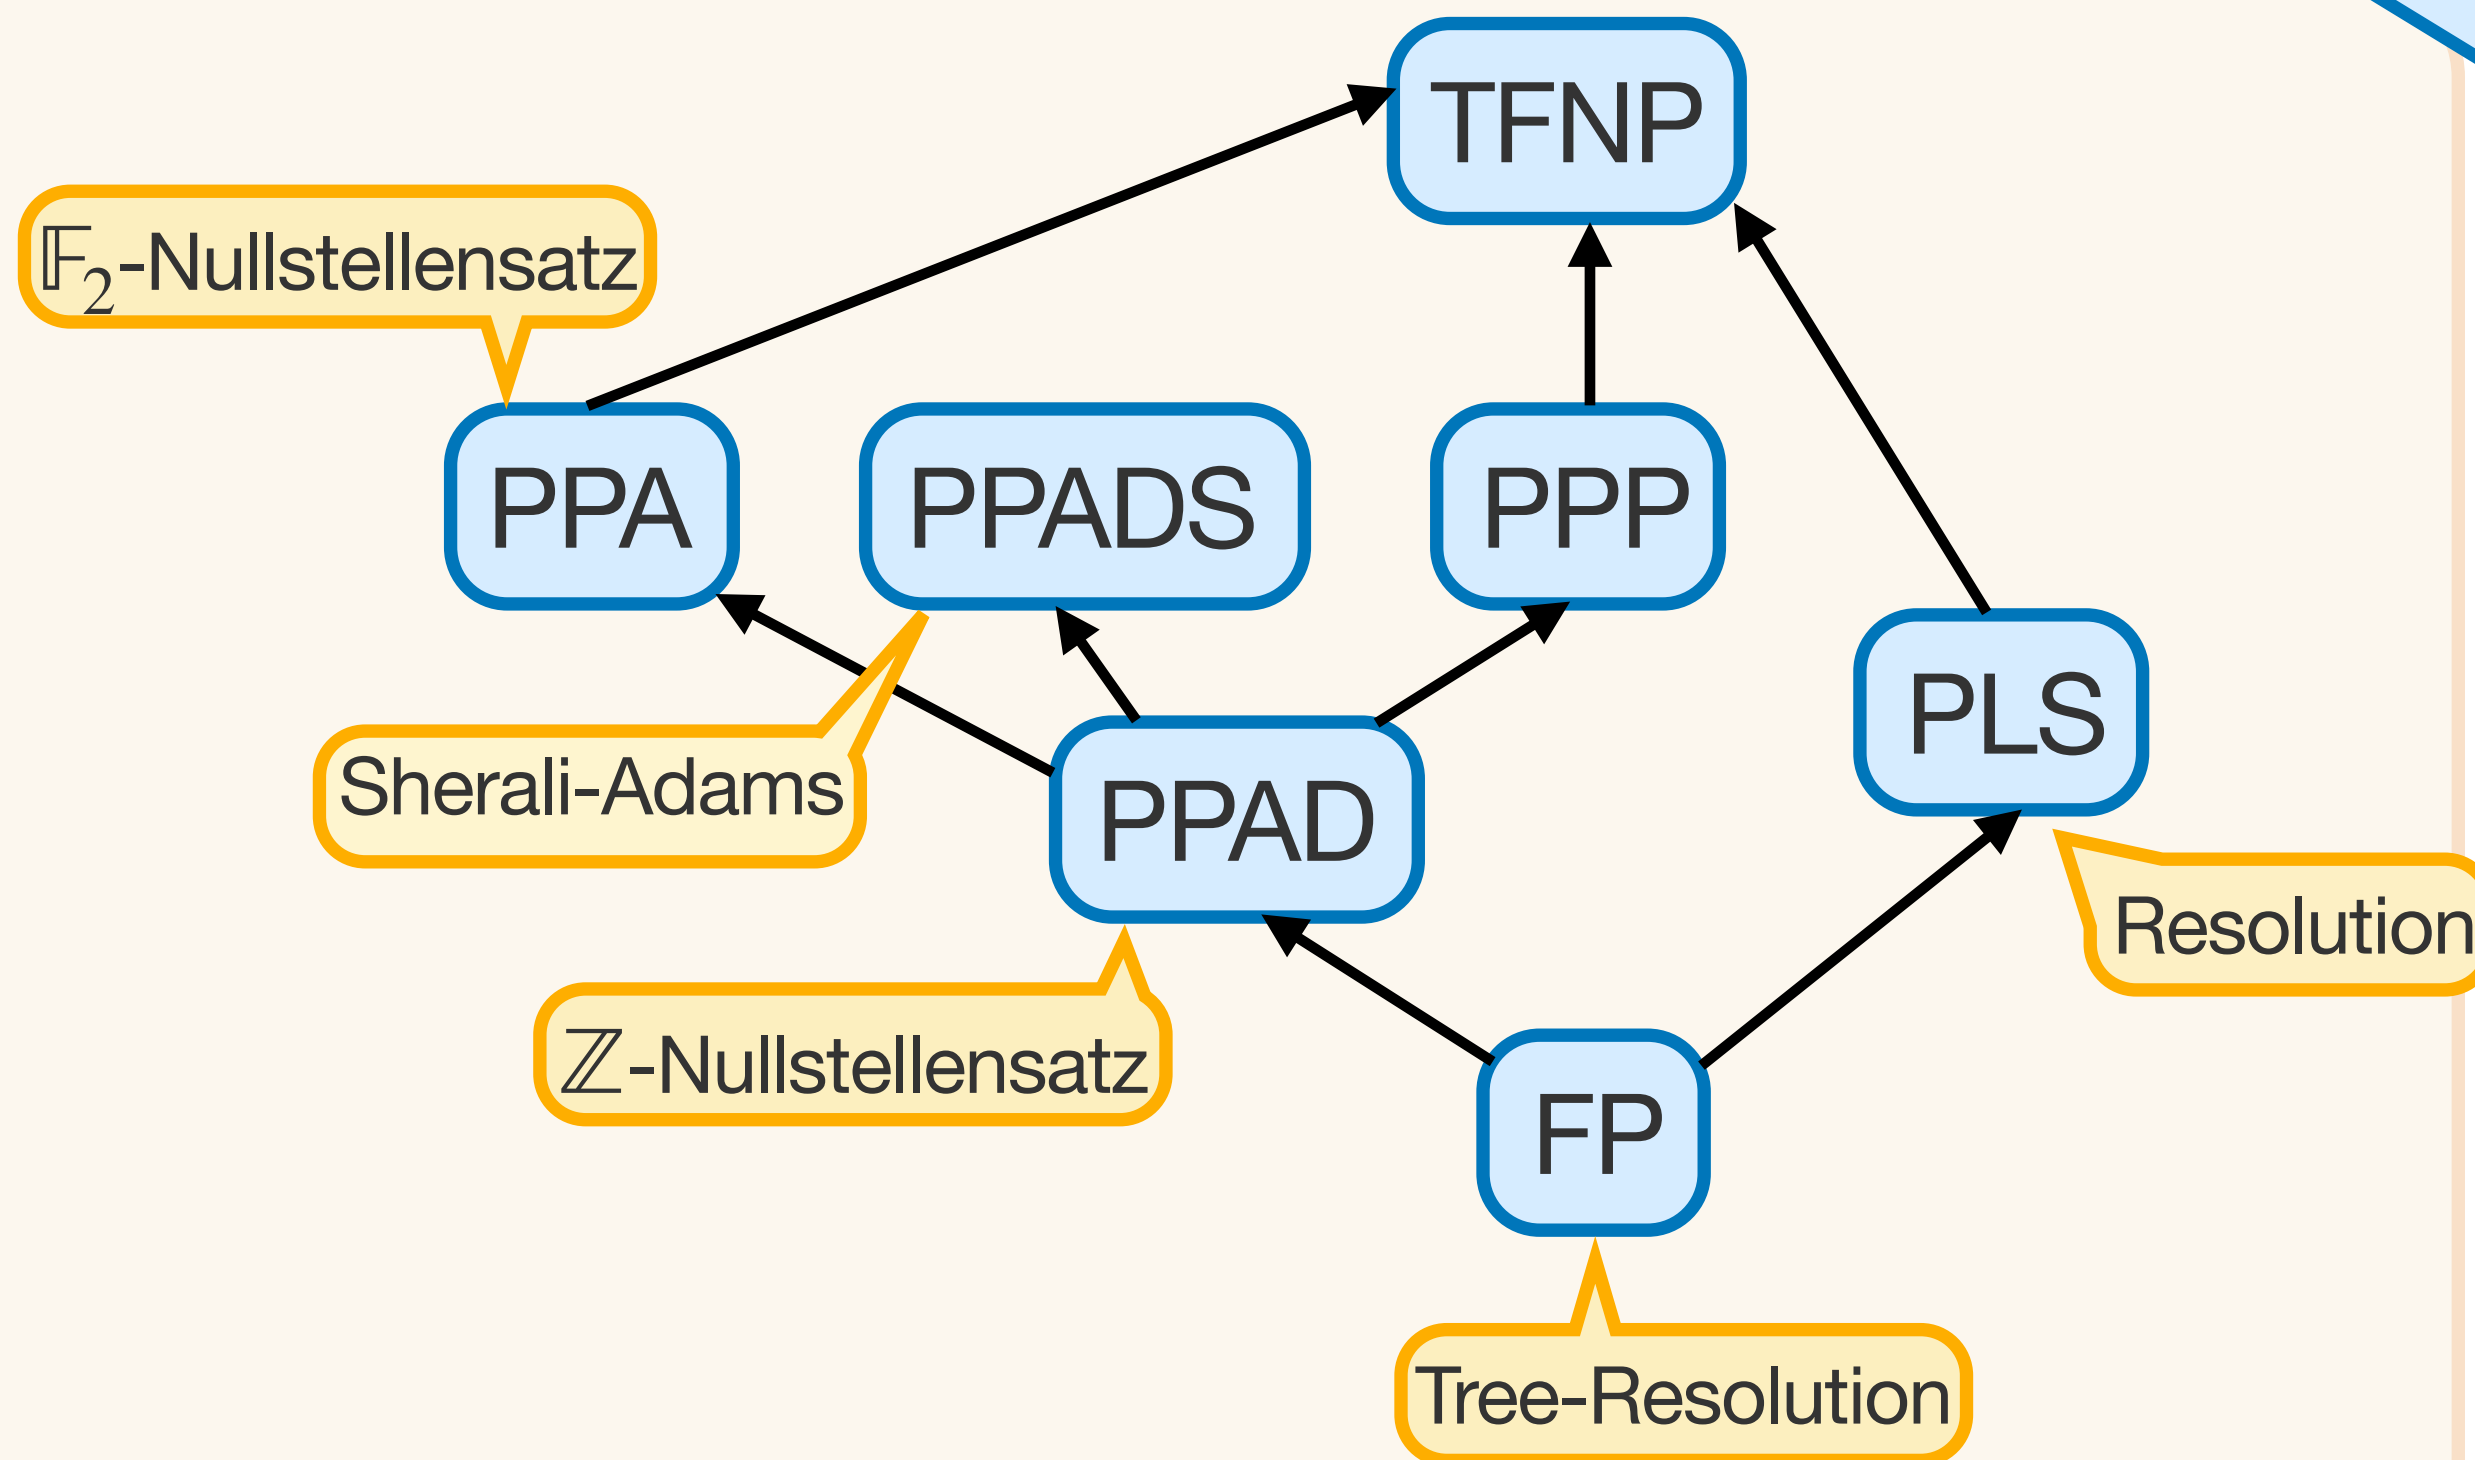 TFNP
𝔽₂-Nullstellensatz
PPA
PPADS
PPP
PLS
Sherali-Adams
PPAD
Resolution
ℤ-Nullstellensatz
FP
Tree-Resolution